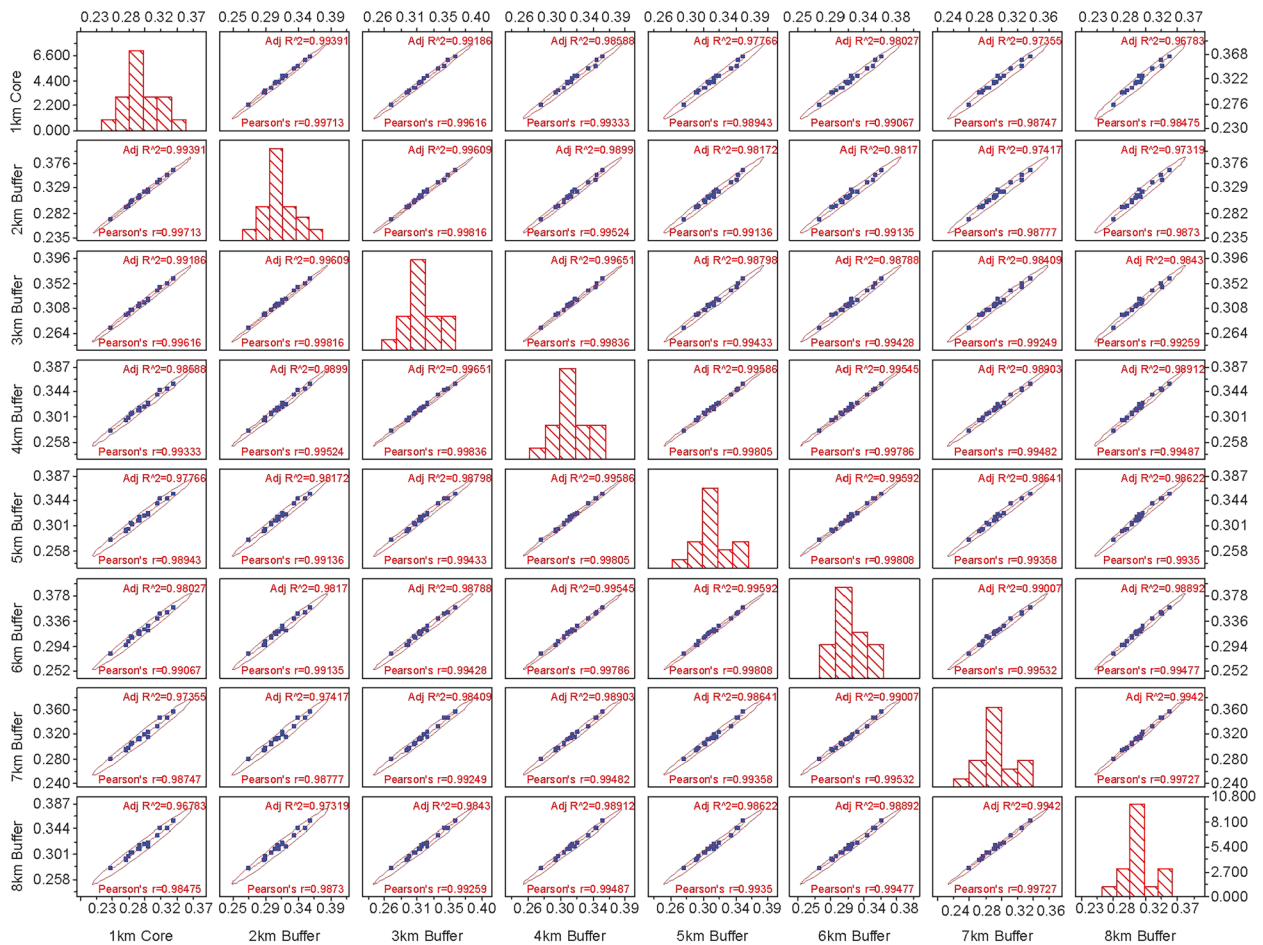 0.23 0.28 0.32 0.37 0.25 0.29 0.34 0.39 0.26 0.31 0.35 0.40 0.26 0.30 0.34 0.39 0.26 0.30 0.34 0.39 0.25 0.29 0.34 0.38 0.24 0.28 0.32 0.36 0.23 0.28 0.32 0.37
1km Core
6.600
4.400
2.200
0.000
Adj R^2=0.99391 Adj R^2=0.99186 Adj R^2=0.98588 Adj R^2=0.97766 Adj R^2=0.98027 Adj R^2=0.97355 Adj R^2=0.96783
Pearson's r=0.99713 Pearson's r=0.99616 Pearson's r=0.99333 Pearson's r=0.98943 Pearson's r=0.99067 Pearson's r=0.98747 Pearson's r=0.98475
0.368
0.322
0.276
0.230
2km Buffer
0.376
0.329
0.282
0.235
Adj R^2=0.99391 Adj R^2=0.99609 Adj R^2=0.9899 Adj R^2=0.98172 Adj R^2=0.9817 Adj R^2=0.97417 Adj R^2=0.97319
Pearson's r=0.99713 Pearson's r=0.99816 Pearson's r=0.99524 Pearson's r=0.99136 Pearson's r=0.99135 Pearson's r=0.98777 Pearson's r=0.9873
0.376
0.329
0.282
0.235
3km Buffer
0.396
0.352
0.308
0.264
Adj R^2=0.99186 Adj R^2=0.99609 Adj R^2=0.99651 Adj R^2=0.98798 Adj R^2=0.98788 Adj R^2=0.98409 Adj R^2=0.9843
Pearson's r=0.99616 Pearson's r=0.99816 Pearson's r=0.99836 Pearson's r=0.99433 Pearson's r=0.99428 Pearson's r=0.99249 Pearson's r=0.99259
0.396
0.352
0.308
0.264
4km Buffer
0.387
0.344
0.301
0.258
Adj R^2=0.98588 Adj R^2=0.9899 Adj R^2=0.99651 Adj R^2=0.99586 Adj R^2=0.99545 Adj R^2=0.98903 Adj R^2=0.98912
Pearson's r=0.99333 Pearson's r=0.99524 Pearson's r=0.99836 Pearson's r=0.99805 Pearson's r=0.99786 Pearson's r=0.99482 Pearson's r=0.99487
0.387
0.344
0.301
0.258
5km Buffer
0.387
0.344
0.301
0.258
Adj R^2=0.97766 Adj R^2=0.98172 Adj R^2=0.98798 Adj R^2=0.99586 Adj R^2=0.99592 Adj R^2=0.98641 Adj R^2=0.98622
Pearson's r=0.98943 Pearson's r=0.99136 Pearson's r=0.99433 Pearson's r=0.99805 Pearson's r=0.99808 Pearson's r=0.99358 Pearson's r=0.9935
0.387
0.344
0.301
0.258
6km Buffer
0.378
0.336
0.294
0.252
Adj R^2=0.98027 Adj R^2=0.9817 Adj R^2=0.98788 Adj R^2=0.99545 Adj R^2=0.99592 Adj R^2=0.99007 Adj R^2=0.98892
Pearson's r=0.99067 Pearson's r=0.99135 Pearson's r=0.99428 Pearson's r=0.99786 Pearson's r=0.99808 Pearson's r=0.99532 Pearson's r=0.99477
0.378
0.336
0.294
0.252
7km Buffer
0.360
0.320
0.280
0.240
Adj R^2=0.97355 Adj R^2=0.97417 Adj R^2=0.98409 Adj R^2=0.98903 Adj R^2=0.98641 Adj R^2=0.99007 Adj R^2=0.9942
Pearson's r=0.98747 Pearson's r=0.98777 Pearson's r=0.99249 Pearson's r=0.99482 Pearson's r=0.99358 Pearson's r=0.99532 Pearson's r=0.99727
0.360
0.320
0.280
0.240
8km Buffer
0.387
0.344
0.301
0.258
Adj R^2=0.96783 Adj R^2=0.97319 Adj R^2=0.9843 Adj R^2=0.98912 Adj R^2=0.98622 Adj R^2=0.98892 Adj R^2=0.9942
Pearson's r=0.98475 Pearson's r=0.9873 Pearson's r=0.99259 Pearson's r=0.99487 Pearson's r=0.9935 Pearson's r=0.99477 Pearson's r=0.99727
10.800
8.100
5.400
2.700
0.000
0.23 0.28 0.32 0.37 0.25 0.29 0.34 0.39 0.26 0.31 0.35 0.40 0.26 0.30 0.34 0.39 0.26 0.30 0.34 0.39 0.25 0.29 0.34 0.38 0.24 0.28 0.32 0.36 0.23 0.28 0.32 0.37
1km Core 2km Buffer 3km Buffer 4km Buffer 5km Buffer 6km Buffer 7km Buffer 8km Buffer